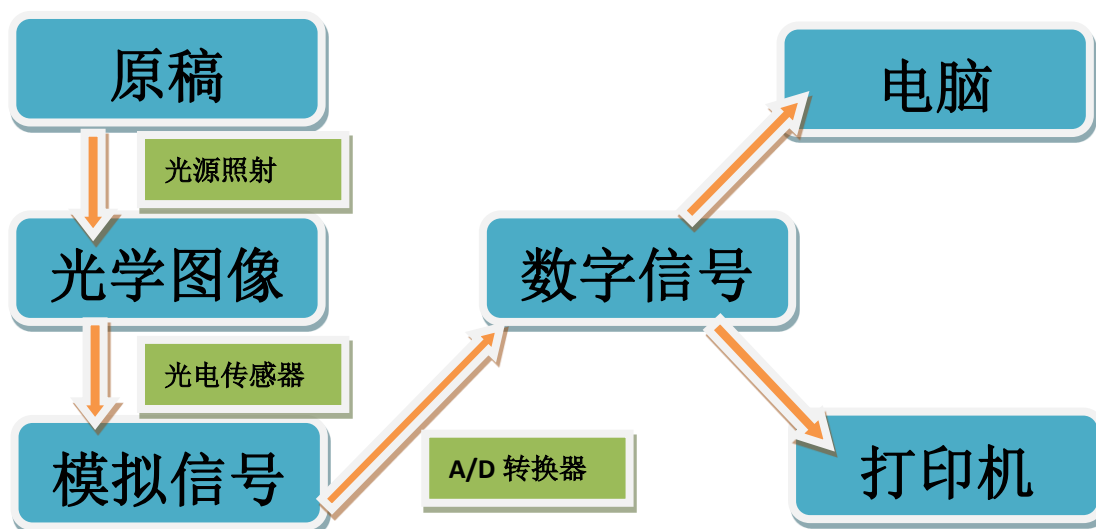 原稿
光源照射
光学图像
光电传感器
模拟信号
A/D 转换器
数字信号
电脑
打印机